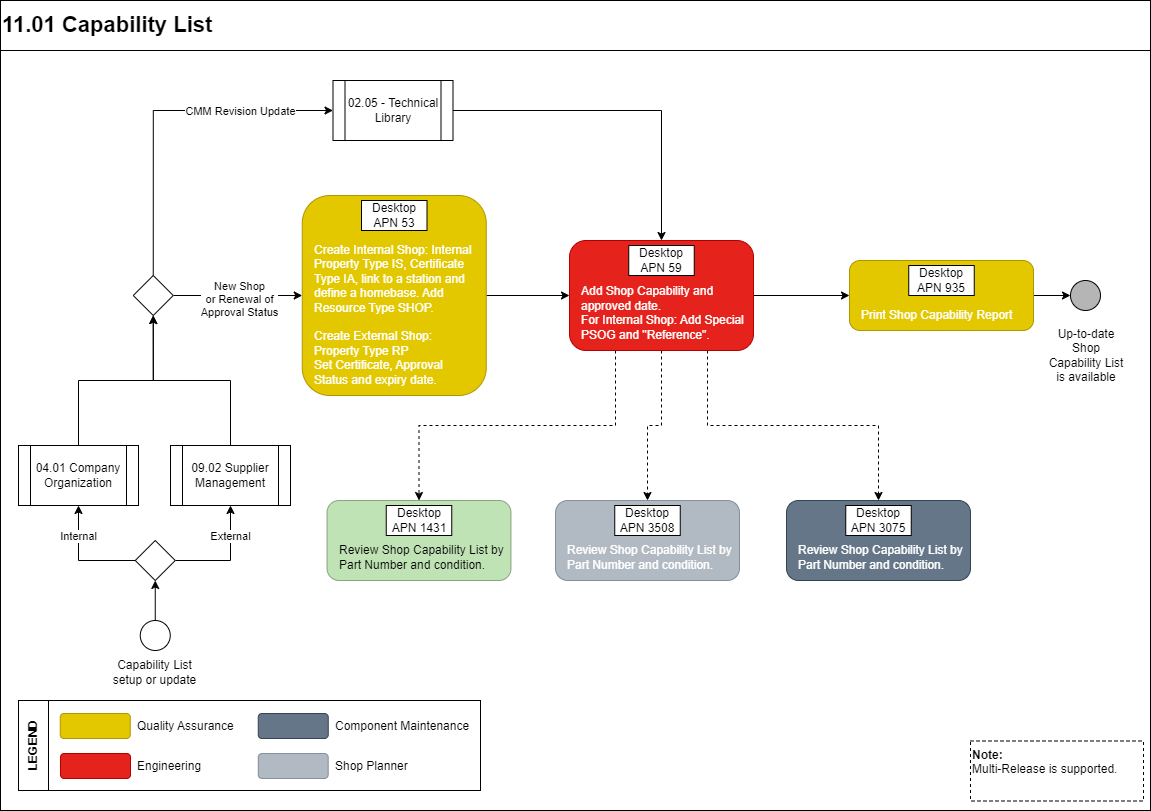 11.01 Capability List
CMM Revision Update
02.05 - Technical
Library
Desktop
APN 53
Create Internal Shop: Internal
Property Type IS, Certificate
Type IA, link to a station and
define a homebase. Add
Resource Type SHOP.
Create External Shop:
Property Type RP
Set Certificate, Approval
Status and expiry date.
New Shop
or Renewal of
Approval Status
Desktop
APN 59
Add Shop Capability and
approved date.
For Internal Shop: Add Special
PSOG and "Reference".
Desktop
APN 935
Print Shop Capability Report
Up-to-date
Shop
Capability List
is available
04.01 Company
Organization
09.02 Supplier
Management
Internal
External
Capability List
setup or update
Desktop
APN 1431
Review Shop Capability List by
Part Number and condition.
Desktop
APN 3508
Review Shop Capability List by
Part Number and condition.
Desktop
APN 3075
Review Shop Capability List by
Part Number and condition.
LEGEND
Quality Assurance
Component Maintenance
Engineering
Shop Planner
Note:
Multi-Release is supported.